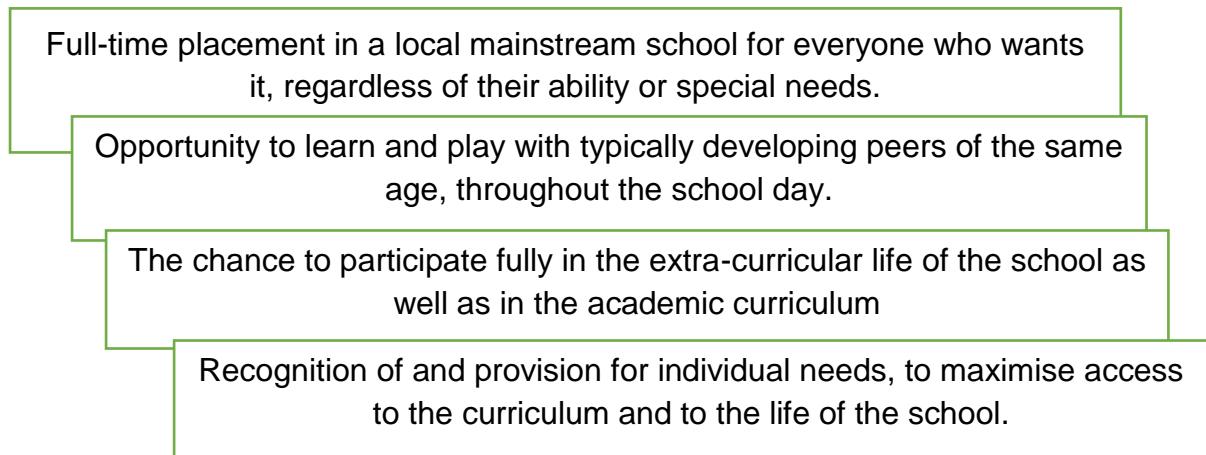 Full-time placement in a local mainstream school for everyone who wants
it, regardless of their ability or special needs.
Opportunity to learn and play with typically developing peers of the same
age, throughout the school day.
The chance to participate fully in the extra-curricular life of the school as
well as in the academic curriculum
Recognition of and provision for individual needs, to maximise access
to the curriculum and to the life of the school.